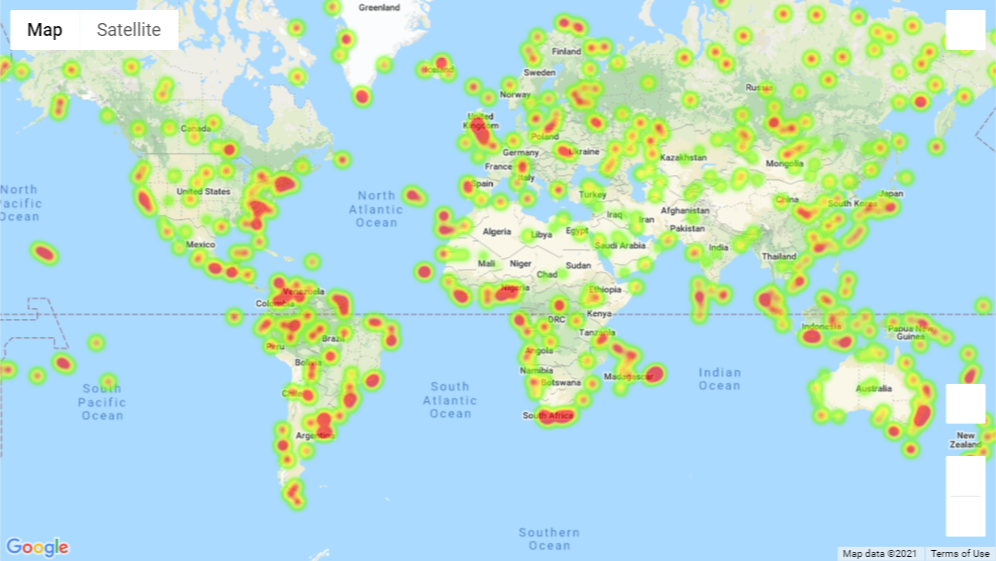 Greenland
Map
Satellite
Iceland
Finland
Sweden
Norway
Russia
United
Kingdom
Canada
Poland
Germany
Ukraine
France
Kazakhstan
Mongolia
Italy
Spain
North
Pacific
Ocean
United States
North
Atlantic
Ocean
Turkey
China
South Korea
Japan
Iraq
Iran
Afghanistan
Pakistan
Algeria
Libya
Egypt
Saudi Arabia
India
Mexico
Thailand
Mali
Niger
Chad
Sudan
Nigeria
Ethiopia
Venezuela
Colombia
Kenya
DRC
Indonesia
Papua New
Guinea
Brazil
Peru
Tanzania
Angola
Bolivia
Namibia
Botswana
Madagascar
Indian
Ocean
Australia
South
Pacific
Ocean
South
Atlantic
Ocean
Chile
South Africa
Argentina
New
Zealand
Southern
Ocean
Google
Map data ©2021
Terms of Use